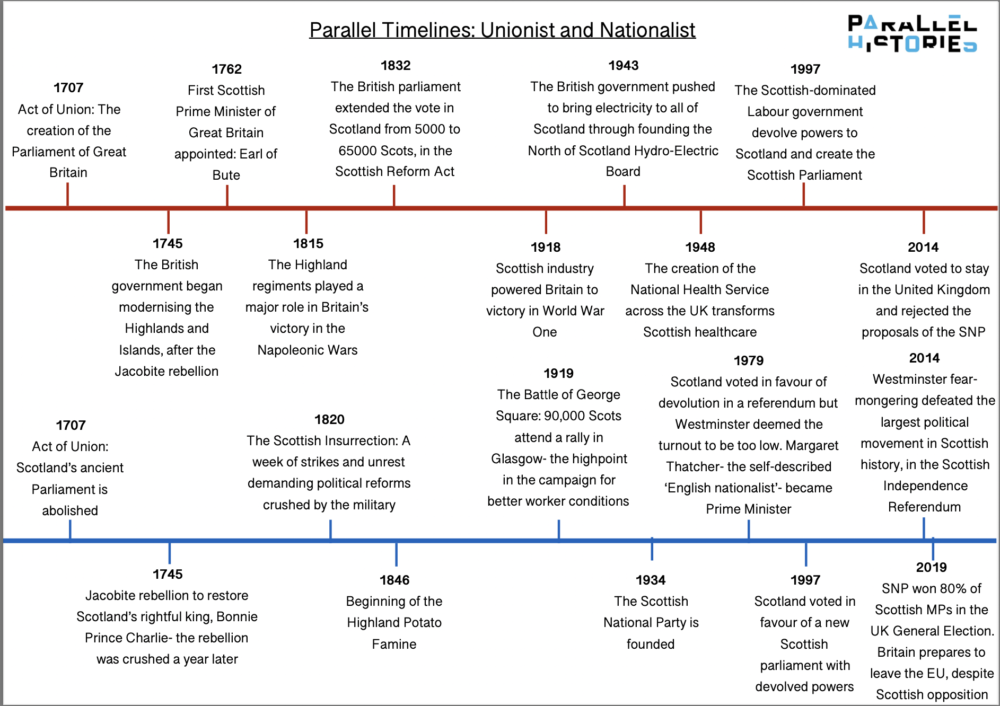 Parallel Timelines: Unionist and Nationalist
PARALLEL
HISTORIES
1707
Act of Union: The
creation of the
Parliament of Great
Britain
1762
First Scottish
Prime Minister of
Great Britain
appointed: Earl of
Bute
1832
The British parliament
extended the vote in
Scotland from 5000 to
65000 Scots, in the
Scottish Reform Act
1943
The British government pushed
to bring electricity to all of
Scotland through founding the
North of Scotland Hydro-Electric
Board
1997
The Scottish-dominated
Labour government
devolve powers to
Scotland and create the
Scottish Parliament
1745
The British
government began
modernising the
Highlands and
Islands, after the
Jacobite rebellion
1815
The Highland
regiments played a
major role in Britain’s
victory in the
Napoleonic Wars
1918
Scottish industry
powered Britain to
victory in World War
One
1948
The creation of the
National Health Service
across the UK transforms
Scottish healthcare
2014
Scotland voted to stay
in the United Kingdom
and rejected the
proposals of the SNP
1707
Act of Union:
Scotland’s ancient
Parliament is
abolished
1820
The Scottish Insurrection: A
week of strikes and unrest
demanding political reforms
crushed by the military
1919
The Battle of George
Square: 90,000 Scots
attend a rally in
Glasgow- the highpoint
in the campaign for
better worker conditions
1979
Scotland voted in favour of
devolution in a referendum but
Westminster deemed the
turnout to be too low. Margaret
Thatcher- the self-described
‘English nationalist’- became
Prime Minister
2014
Westminster fear-
mongering defeated the
largest political
movement in Scottish
history, in the Scottish
Independence
Referendum
1745
Jacobite rebellion to restore
Scotland’s rightful king, Bonnie
Prince Charlie- the rebellion
was crushed a year later
1846
Beginning of the
Highland Potato
Famine
1934
The Scottish
National Party is
founded
1997
Scotland voted in
favour of a new
Scottish
parliament with
devolved powers
2019
SNP won 80% of
Scottish MPs in the
UK General Election.
Britain prepares to
leave the EU, despite
Scottish opposition